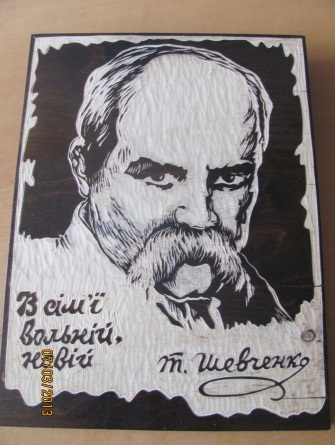 В сім'ї
вольній,
новій
Т. Шевченко
07/03/2013